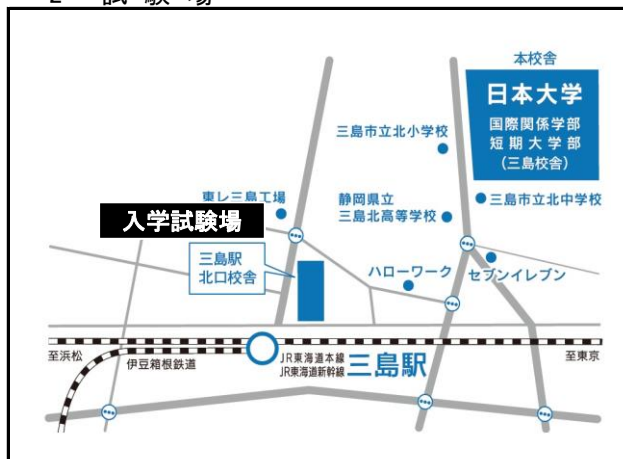 2 試験場
本校舎
日本大学
国際関係学部
短期大学部
(三島校舎)
三島市立北小学校
東レ三島工場
静岡県立
三島北高等学校
三島市立北中学校
入学試験場
三島駅
北口校舎
ハローワーク
セブンイレブン
至浜松
伊豆箱根鉄道
JR東海道本線
JR東海道新幹線
三島駅
至東京